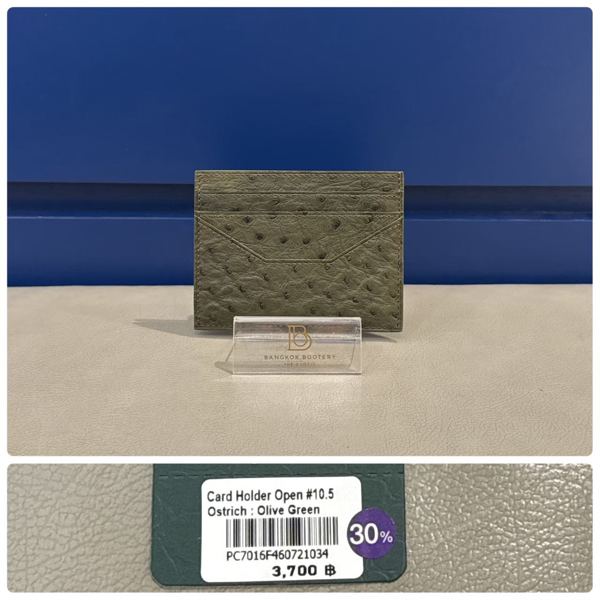 B
BANGKOK BOOTERY
Card Holder Open #10.5
Ostrich : Olive Green
30%
PC7016F460721034
3,700 ฿